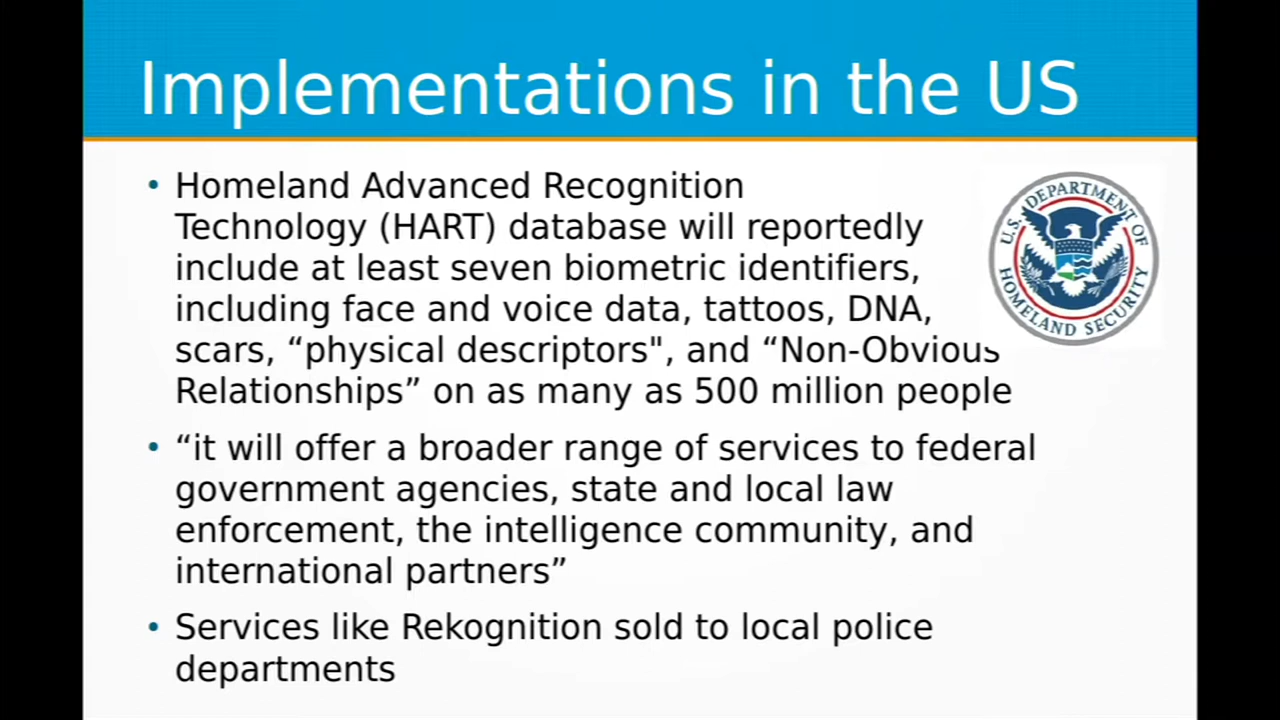 Implementations in the US
• Homeland Advanced Recognition
Technology (HART) database will reportedly
include at least seven biometric identifiers,
including face and voice data, tattoos, DNA,
scars, “physical descriptors", and “Non-Obvious
Relationships” on as many as 500 million people
• “it will offer a broader range of services to federal
government agencies, state and local law
enforcement, the intelligence community, and
international partners”
• Services like Rekognition sold to local police
departments
U.S. DEPARTMENT OF
HOMELAND SECURITY